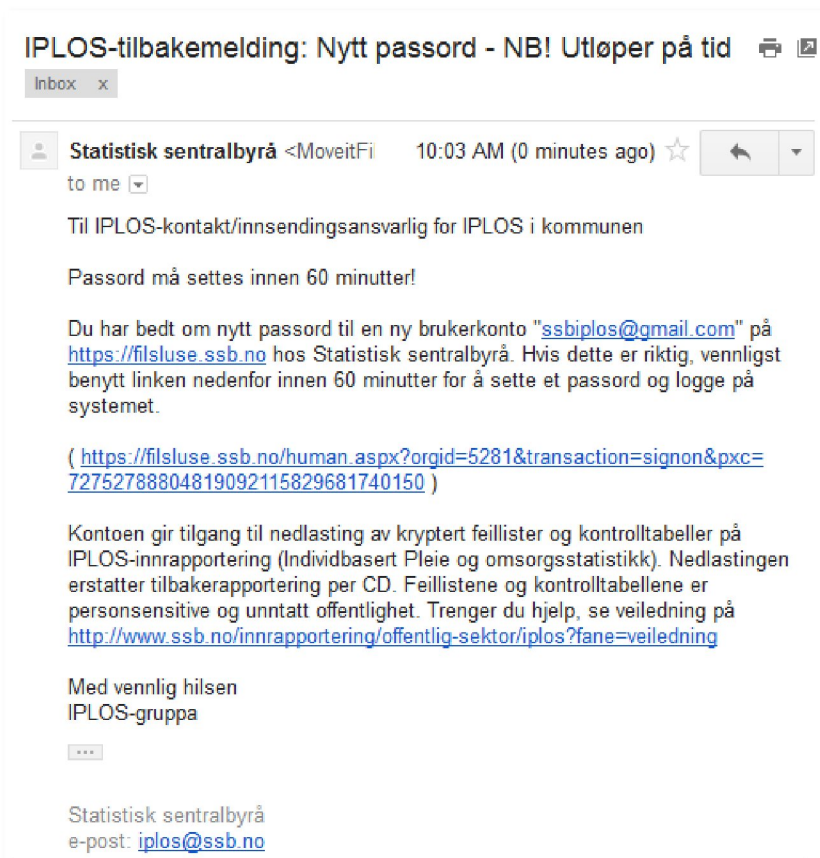 IPLOS-tilbakemelding: Nytt passord - NB! Utløper på tid
Inbox x
Statistisk sentralbyrå <MoveitFi 10:03 AM (0 minutes ago)
to me
Til IPLOS-kontakt/innsendingsansvarlig for IPLOS i kommunen
Passord må settes innen 60 minutter!
Du har bedt om nytt passord til en ny brukerkonto "ssbiplos@gmail.com" på
https://filsluse.ssb.no hos Statistisk sentralbyrå. Hvis dette er riktig, vennligst
benytt linken nedenfor innen 60 minutter for å sette et passord og logge på
systemet.
( https://filsluse.ssb.no/human.aspx?orgid=5281&transaction=signon&pxc=
72752788804819092115829681740150 )
Kontoen gir tilgang til nedlasting av kryptert feillister og kontrolltabeller på
IPLOS-innrapportering (Individbasert Pleie og omsorgsstatistikk). Nedlastingen
erstatter tilbakerapportering per CD. Feillistene og kontrolltabellene er
personsensitive og unntatt offentlighet. Trenger du hjelp, se veiledning på
http://www.ssb.no/innrapportering/offentlig-sektor/iplos?fane=veiledning
Med vennlig hilsen
IPLOS-gruppa
Statistisk sentralbyrå
e-post: iplos@ssb.no